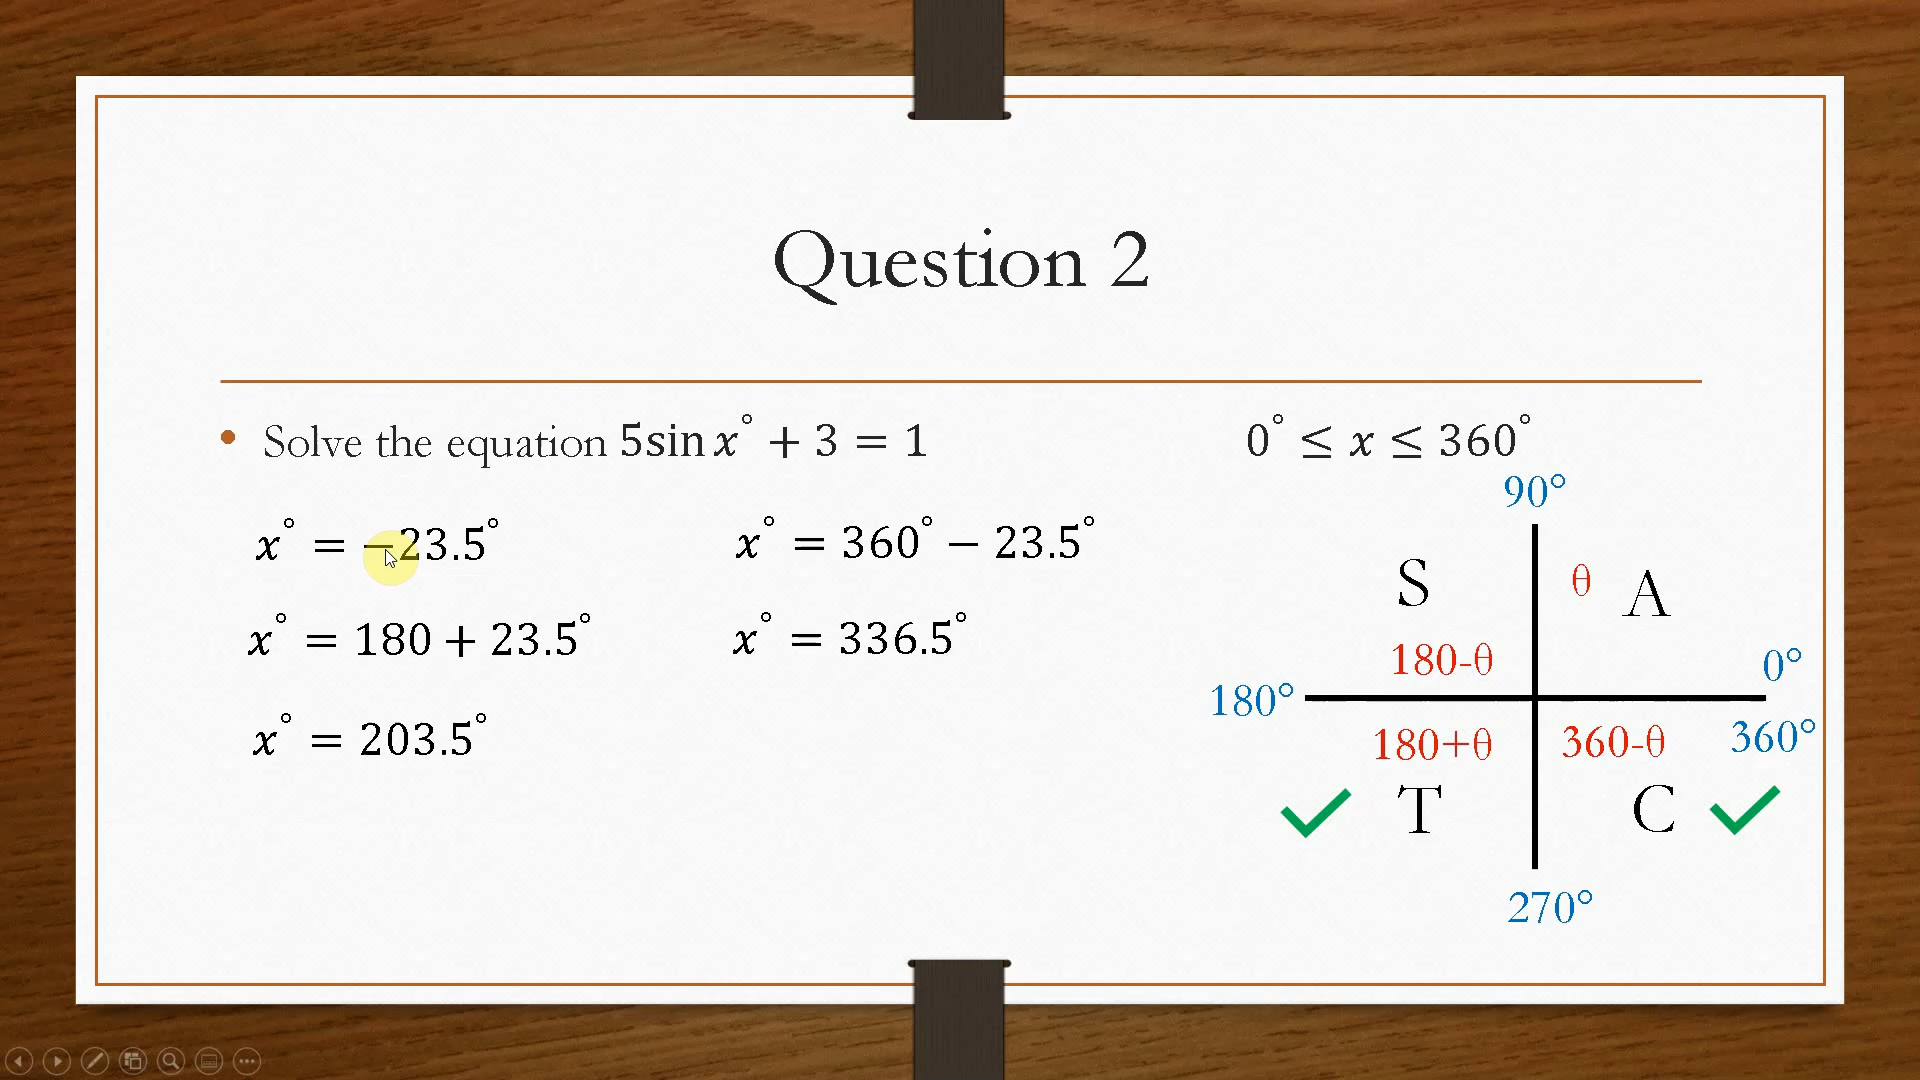 Question 2
• Solve the equation 5sin x° + 3 = 1
0° ≤ x ≤ 360°
x° = −23.5°
x° = 360° − 23.5°
x° = 180 + 23.5°
x° = 336.5°
x° = 203.5°
90°
S
θ
A
180-θ
0°
180°
180+θ
360-θ
360°
T
C
270°